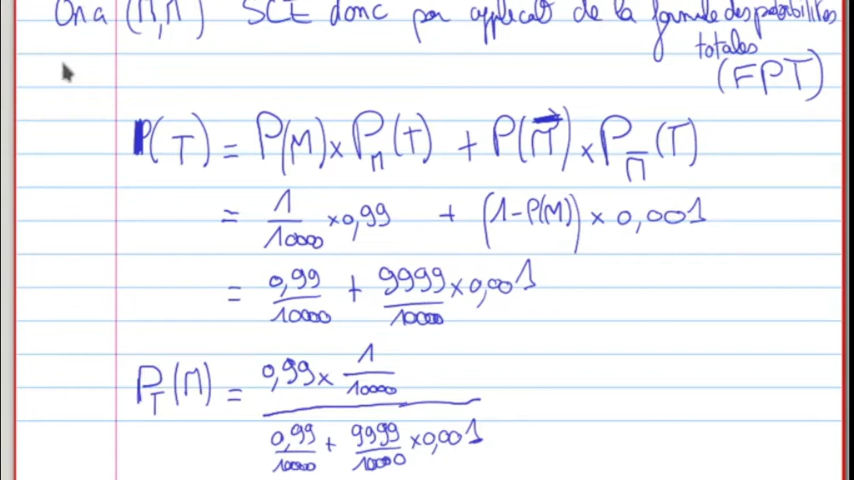 On a (M, M̅) SCE donc par applicat° de la formule des probabilités
totales
(FPT)
P(T) = P(M) × P_M(T) + P(M̅) × P_M̅(T)
= 1/10000 × 0,99 + (1 - P(M)) × 0,001
= 0,99/10000 + 9999/10000 × 0,001
P_T(M) = (0,99 × 1/10000) / (0,99/10000 + 9999/10000 × 0,001)